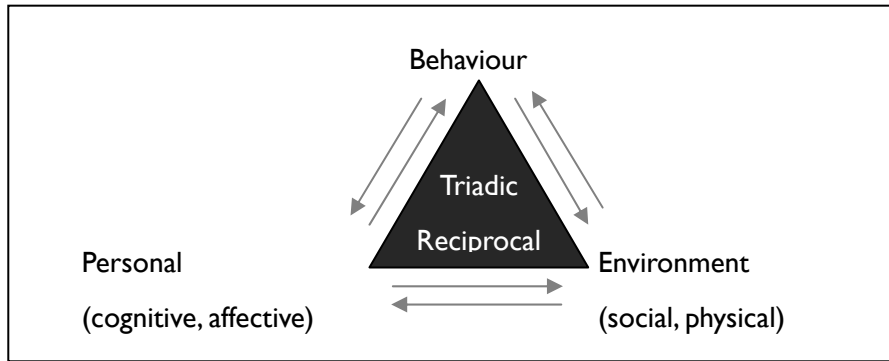 Behaviour
Triadic
Reciprocal
Personal
Environment
(cognitive, affective)
(social, physical)